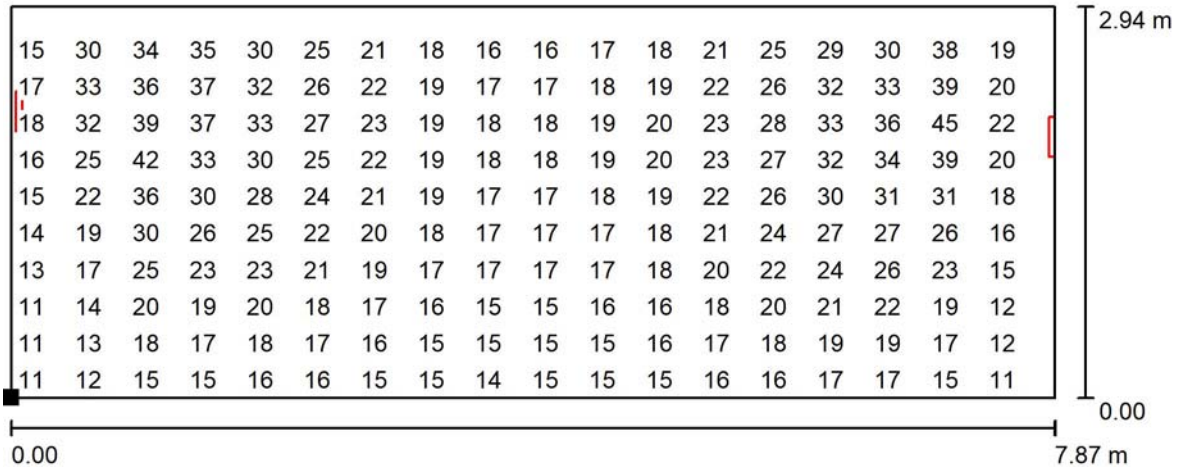 2.94 m
15 30 34 35 30 25 21 18 16 16 17 18 21 25 29 30 38 19
17 33 36 37 32 26 22 19 17 17 18 19 22 26 32 33 39 20
18 32 39 37 33 27 23 19 18 18 19 20 23 28 33 36 45 22
16 25 42 33 30 25 22 19 18 18 19 20 23 27 32 34 39 20
15 22 36 30 28 24 21 19 17 17 18 19 22 26 30 31 31 18
14 19 30 26 25 22 20 18 17 17 17 18 21 24 27 27 26 16
13 17 25 23 23 21 19 17 17 17 17 18 20 22 24 26 23 15
11 14 20 19 20 18 17 16 15 15 16 16 18 20 21 22 19 12
11 13 18 17 18 17 16 15 15 15 15 16 17 18 19 19 17 12
11 12 15 15 16 16 15 15 14 15 15 15 16 16 17 17 15 11
0.00
0.00 7.87 m